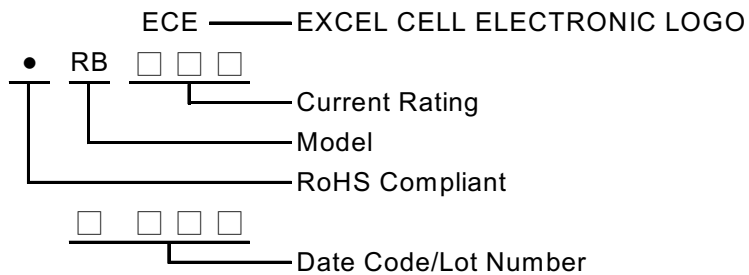 ECE EXCEL CELL ELECTRONIC LOGO
● RB □ □ □
Current Rating
Model
RoHS Compliant
□ □ □ □
Date Code/Lot Number